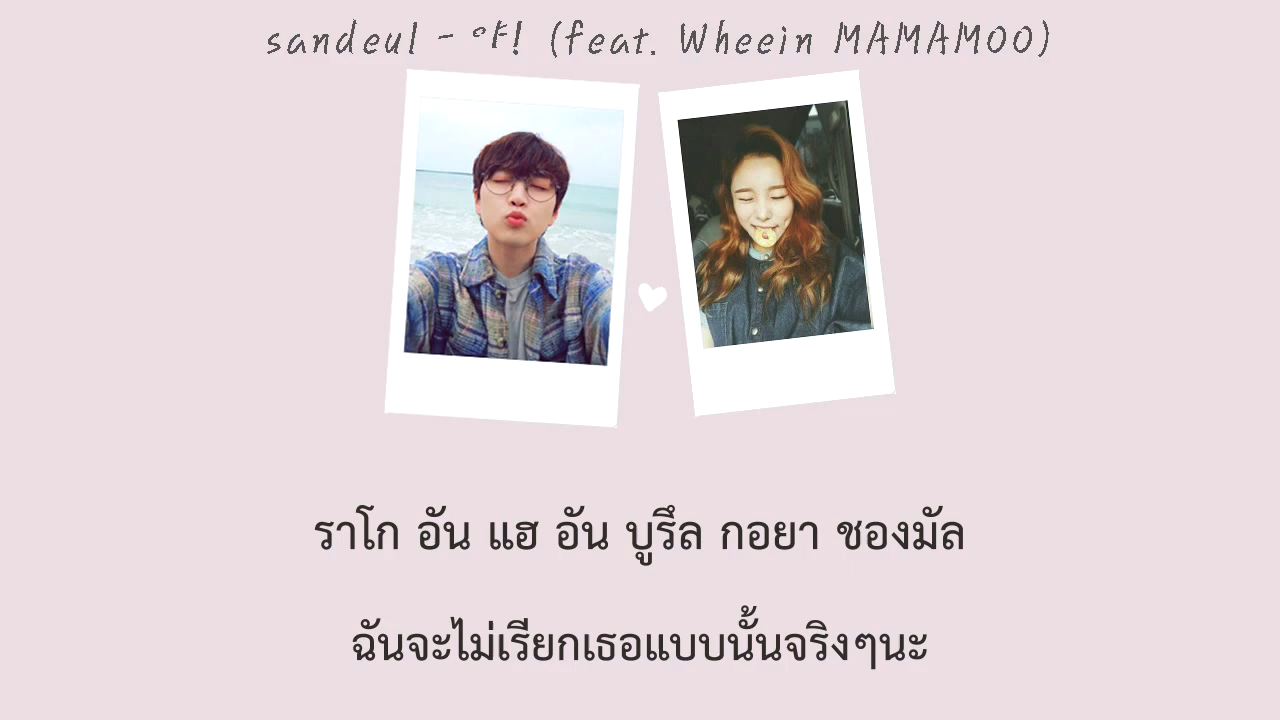 sandeul - 야! (feat. Wheein MAMAMOO)
ราโก อัน แฮ อัน บูรึล กอยา ชองมัล
ฉันจะไม่เรียกเธอแบบนั้นจริงๆนะ